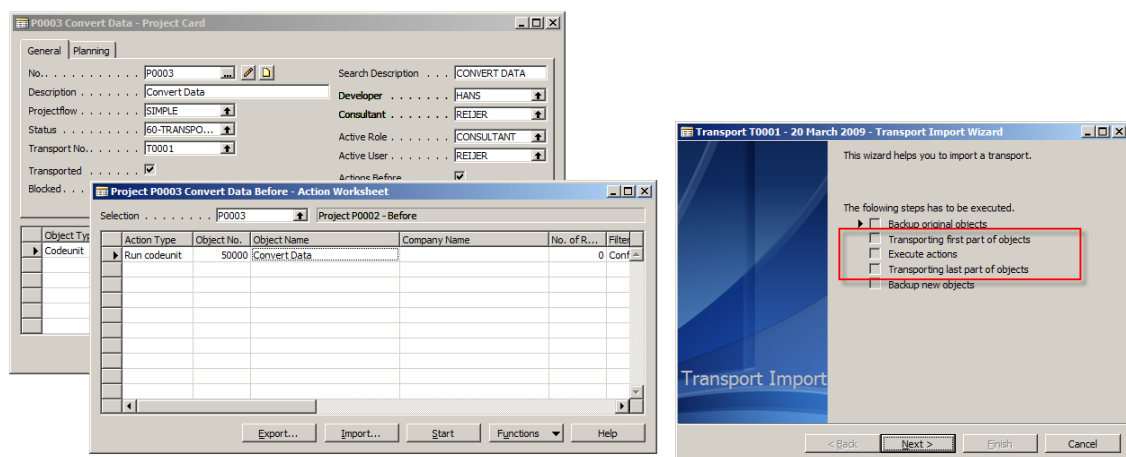 P0003 Convert Data - Project Card
General Planning
No.. . . . . . . . . . . . P0003 ...
Description . . . . . . . Convert Data
Projectflow . . . . . . . SIMPLE
Status . . . . . . . . . 60-TRANSPO...
Transport No.. . . . . . T0001
Transported . . . . . .
Blocked. . . .
Search Description . . . CONVERT DATA
Developer . . . . . . . HANS
Consultant . . . . . . . REIJER
Active Role . . . . . . . CONSULTANT
Active User . . . . . . . REIJER
Actions Before
Object Typ
Codeunit
Project P0003 Convert Data Before - Action Worksheet
Selection . . . . . . . . P0003 Project P0002 - Before
Action Type Object No. Object Name Company Name No. of R... Filter
Run codeunit 50000 Convert Data 0 Conf
Export... Import... Start Functions Help
Transport T0001 - 20 March 2009 - Transport Import Wizard
This wizard helps you to import a transport.
The folowing steps has to be executed.
Backup original objects
Transporting first part of objects
Execute actions
Transporting last part of objects
Backup new objects
Transport Import
< Back Next > Finish Cancel